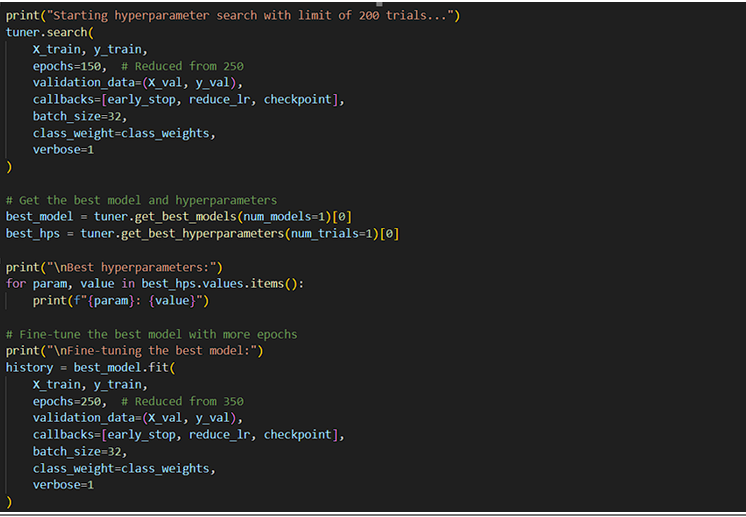 print("Starting hyperparameter search with limit of 200 trials...")
tuner.search(
    X_train, y_train,
    epochs=150,  # Reduced from 250
    validation_data=(X_val, y_val),
    callbacks=[early_stop, reduce_lr, checkpoint],
    batch_size=32,
    class_weight=class_weights,
    verbose=1
)

# Get the best model and hyperparameters
best_model = tuner.get_best_models(num_models=1)[0]
best_hps = tuner.get_best_hyperparameters(num_trials=1)[0]

print("\nBest hyperparameters:")
for param, value in best_hps.values.items():
    print(f"{param}: {value}")

# Fine-tune the best model with more epochs
print("\nFine-tuning the best model:")
history = best_model.fit(
    X_train, y_train,
    epochs=250,  # Reduced from 350
    validation_data=(X_val, y_val),
    callbacks=[early_stop, reduce_lr, checkpoint],
    batch_size=32,
    class_weight=class_weights,
    verbose=1
)